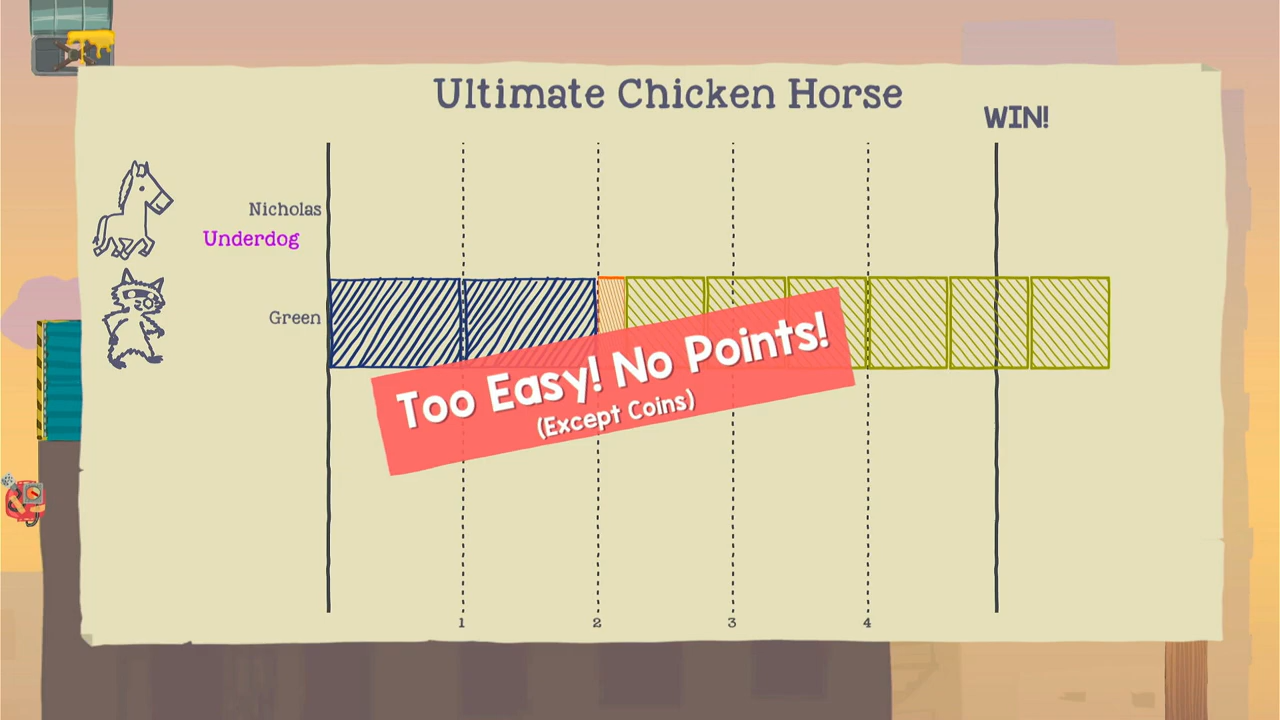 Ultimate Chicken Horse
WIN!
Nicholas
Underdog
Green
Too Easy! No Points!
(Except Coins)
1 2 3 4